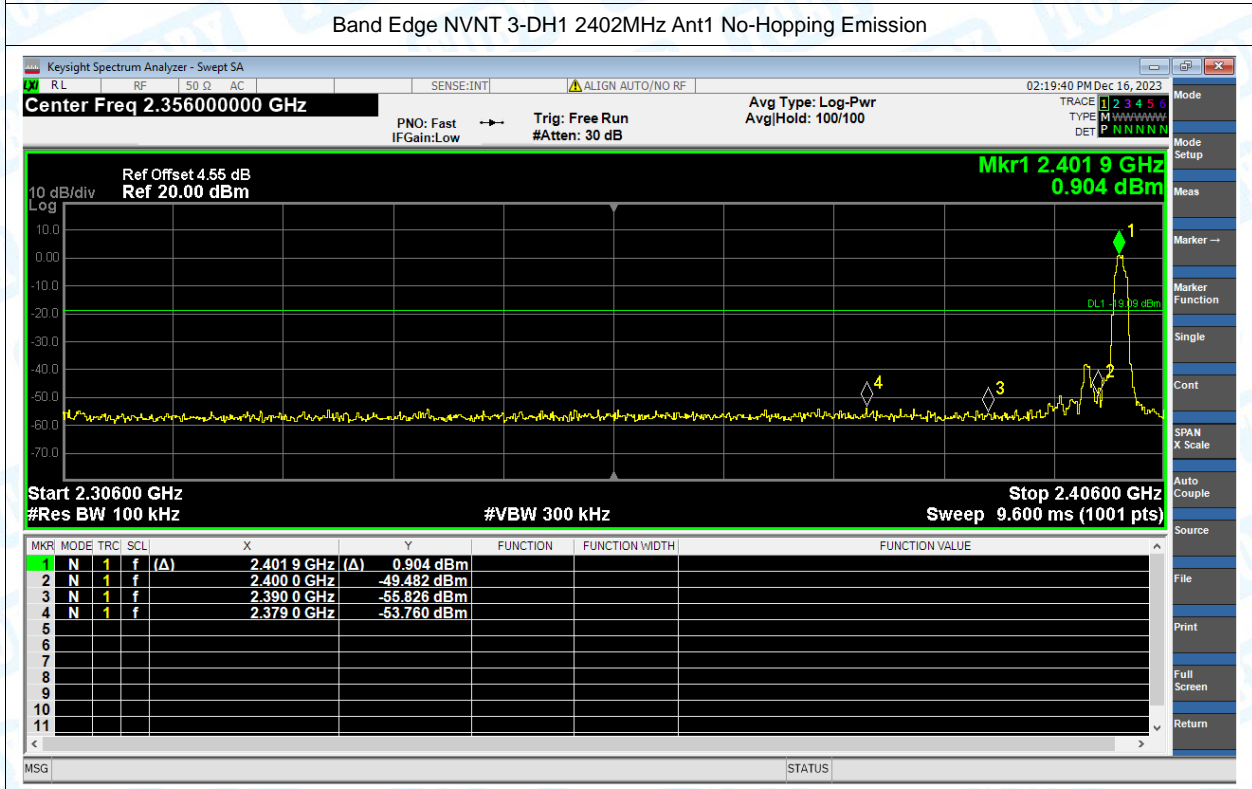 Band Edge NVNT 3-DH1 2402MHz Ant1 No-Hopping Emission
Keysight Spectrum Analyzer - Swept SA
LXI RL RF 50 Ω AC SENSE:INT ALIGN AUTO/NO RF 02:19:40 PM Dec 16, 2023
Center Freq 2.356000000 GHz
PNO: Fast
IFGain:Low
Trig: Free Run
#Atten: 30 dB
Avg Type: Log-Pwr
Avg|Hold: 100/100
TRACE 1 2 3 4 5 6
TYPE M WWWWW
DET P N N N N N
Mkr1 2.401 9 GHz
0.904 dBm
Ref Offset 4.55 dB
10 dB/div Ref 20.00 dBm
Log
10.0
0.00
-10.0
-20.0
-30.0
-40.0
-50.0
-60.0
-70.0
1
DL1 -19.09 dBm
2
3
4
Start 2.30600 GHz
Stop 2.40600 GHz
#Res BW 100 kHz
#VBW 300 kHz
Sweep 9.600 ms (1001 pts)
MKR MODE TRC SCL X Y FUNCTION FUNCTION WIDTH FUNCTION VALUE
1 N 1 f (Δ) 2.401 9 GHz (Δ) 0.904 dBm
2 N 1 f 2.400 0 GHz -49.482 dBm
3 N 1 f 2.390 0 GHz -55.826 dBm
4 N 1 f 2.379 0 GHz -53.760 dBm
5
6
7
8
9
10
11
MSG STATUS
Mode
Mode
Setup
Meas
Marker→
Marker
Function
Single
Cont
SPAN
X Scale
Auto
Couple
Source
File
Print
Full
Screen
Return